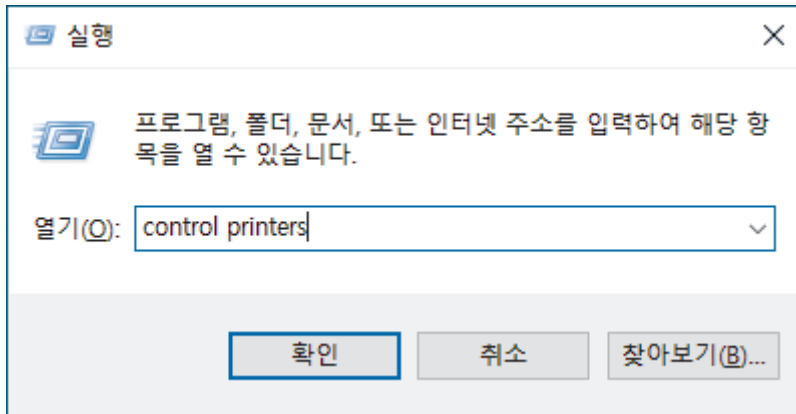 실행
프로그램, 폴더, 문서, 또는 인터넷 주소를 입력하여 해당 항
목을 열 수 있습니다.
열기(O): control printers
확인 취소 찾아보기(B)...